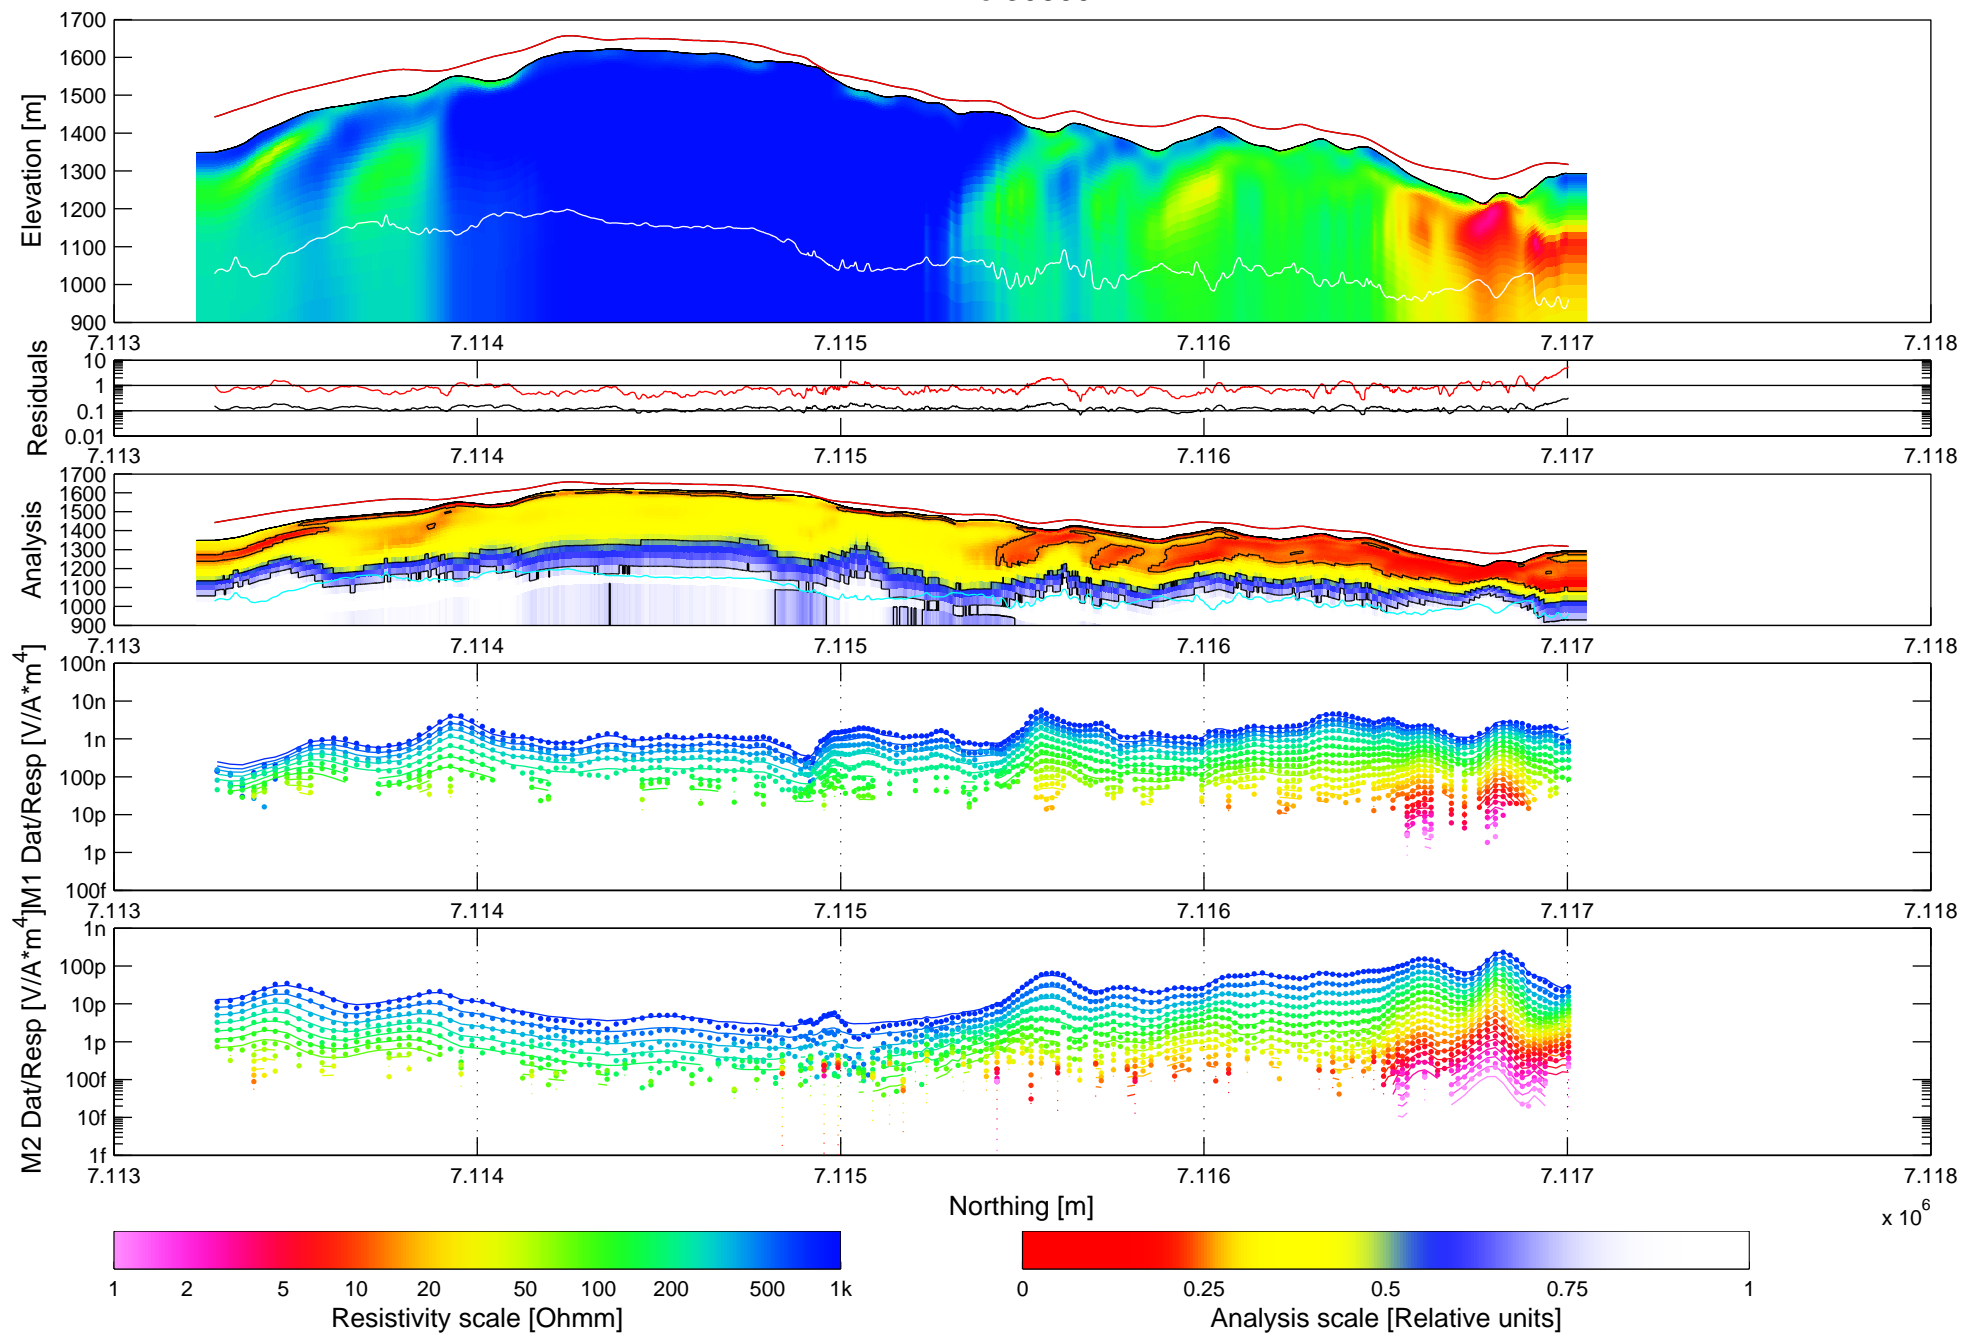 1700
1600
1500
1400
1300
1200
1100
1000
900
Elevation [m]
7.113 7.114 7.115 7.116 7.117 7.118
10
1
0.1
0.01
Residuals
7.113 7.114 7.115 7.116 7.117 7.118
1700
1600
1500
1400
1300
1200
1100
1000
900
Analysis
7.113 7.114 7.115 7.116 7.117 7.118
100n
10n
1n
100p
10p
1p
100f
M1 Dat/Resp [V/A*m^4]
7.113 7.114 7.115 7.116 7.117 7.118
1n
100p
10p
1p
100f
10f
1f
M2 Dat/Resp [V/A*m^4]
7.113 7.114 7.115 7.116 7.117 7.118
Northing [m]
x 10^6
1 2 5 10 20 50 100 200 500 1k
Resistivity scale [Ohmm]
0 0.25 0.5 0.75 1
Analysis scale [Relative units]